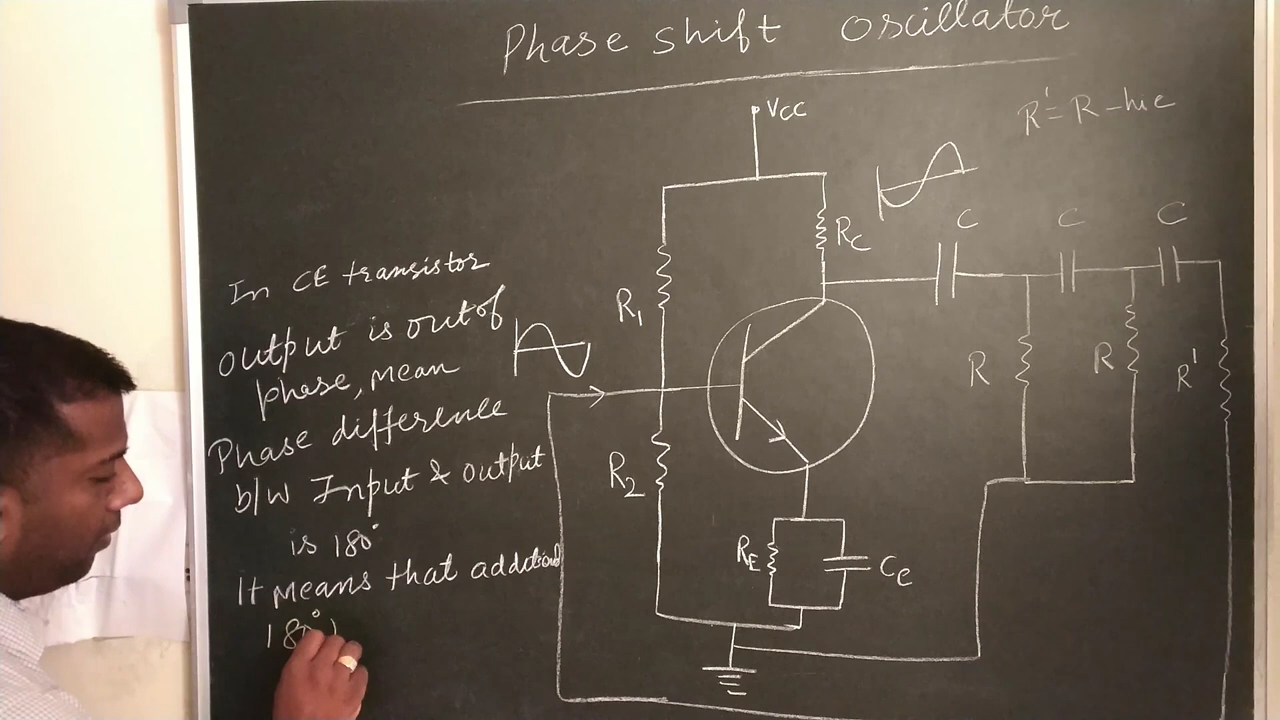 Phase shift oscillator
R' = R - hie
VCC
RC
C
C
C
R1
R
R
R'
R2
RE
Ce
In CE transistor
output is out of
phase, mean
Phase difference
b/w Input & output
is 180°
It means that additional
180°